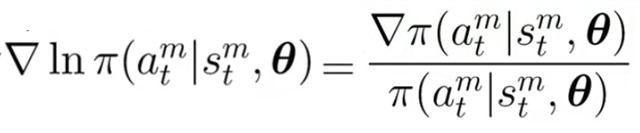 ∇ ln π(a_t^m|s_t^m, θ) = ∇π(a_t^m|s_t^m, θ) / π(a_t^m|s_t^m, θ)